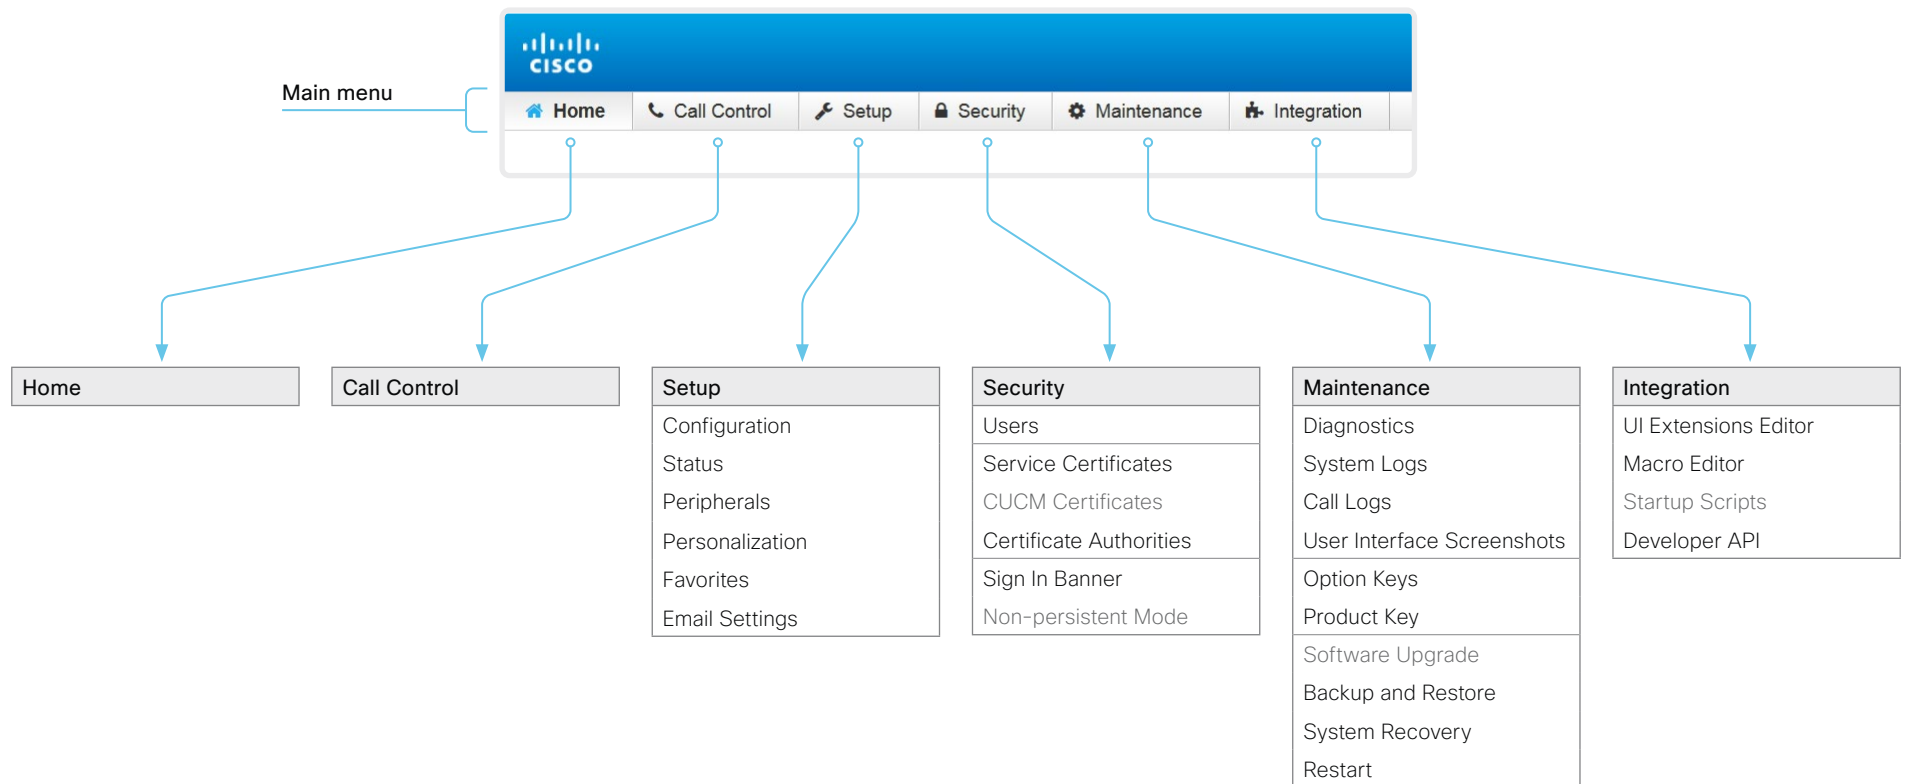 CISCO
Main menu
Home Call Control Setup Security Maintenance Integration
Home
Call Control
Setup
Configuration
Status
Peripherals
Personalization
Favorites
Email Settings
Security
Users
Service Certificates
CUCM Certificates
Certificate Authorities
Sign In Banner
Non-persistent Mode
Maintenance
Diagnostics
System Logs
Call Logs
User Interface Screenshots
Option Keys
Product Key
Software Upgrade
Backup and Restore
System Recovery
Restart
Integration
UI Extensions Editor
Macro Editor
Startup Scripts
Developer API